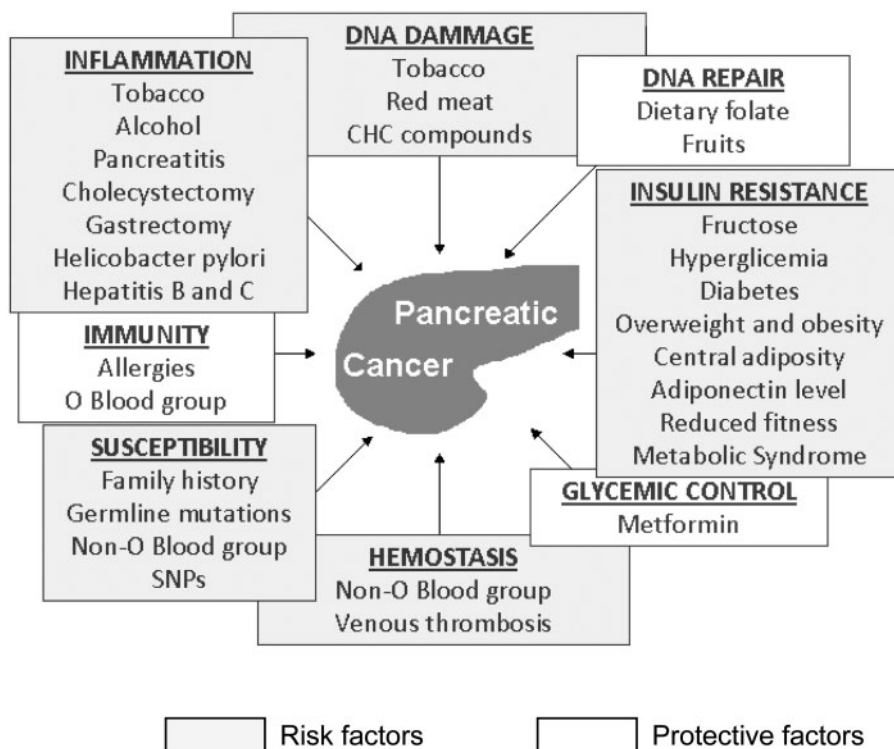 DNA DAMMAGE
Tobacco
Red meat
CHC compounds
INFLAMMATION
Tobacco
Alcohol
Pancreatitis
Cholecystectomy
Gastrectomy
Helicobacter pylori
Hepatitis B and C
DNA REPAIR
Dietary folate
Fruits
INSULIN RESISTANCE
Fructose
Hyperglicemia
Diabetes
Overweight and obesity
Central adiposity
Adiponectin level
Reduced fitness
Metabolic Syndrome
Pancreatic
Cancer
IMMUNITY
Allergies
O Blood group
SUSCEPTIBILITY
Family history
Germline mutations
Non-O Blood group
SNPs
GLYCEMIC CONTROL
Metformin
HEMOSTASIS
Non-O Blood group
Venous thrombosis
Risk factors
Protective factors